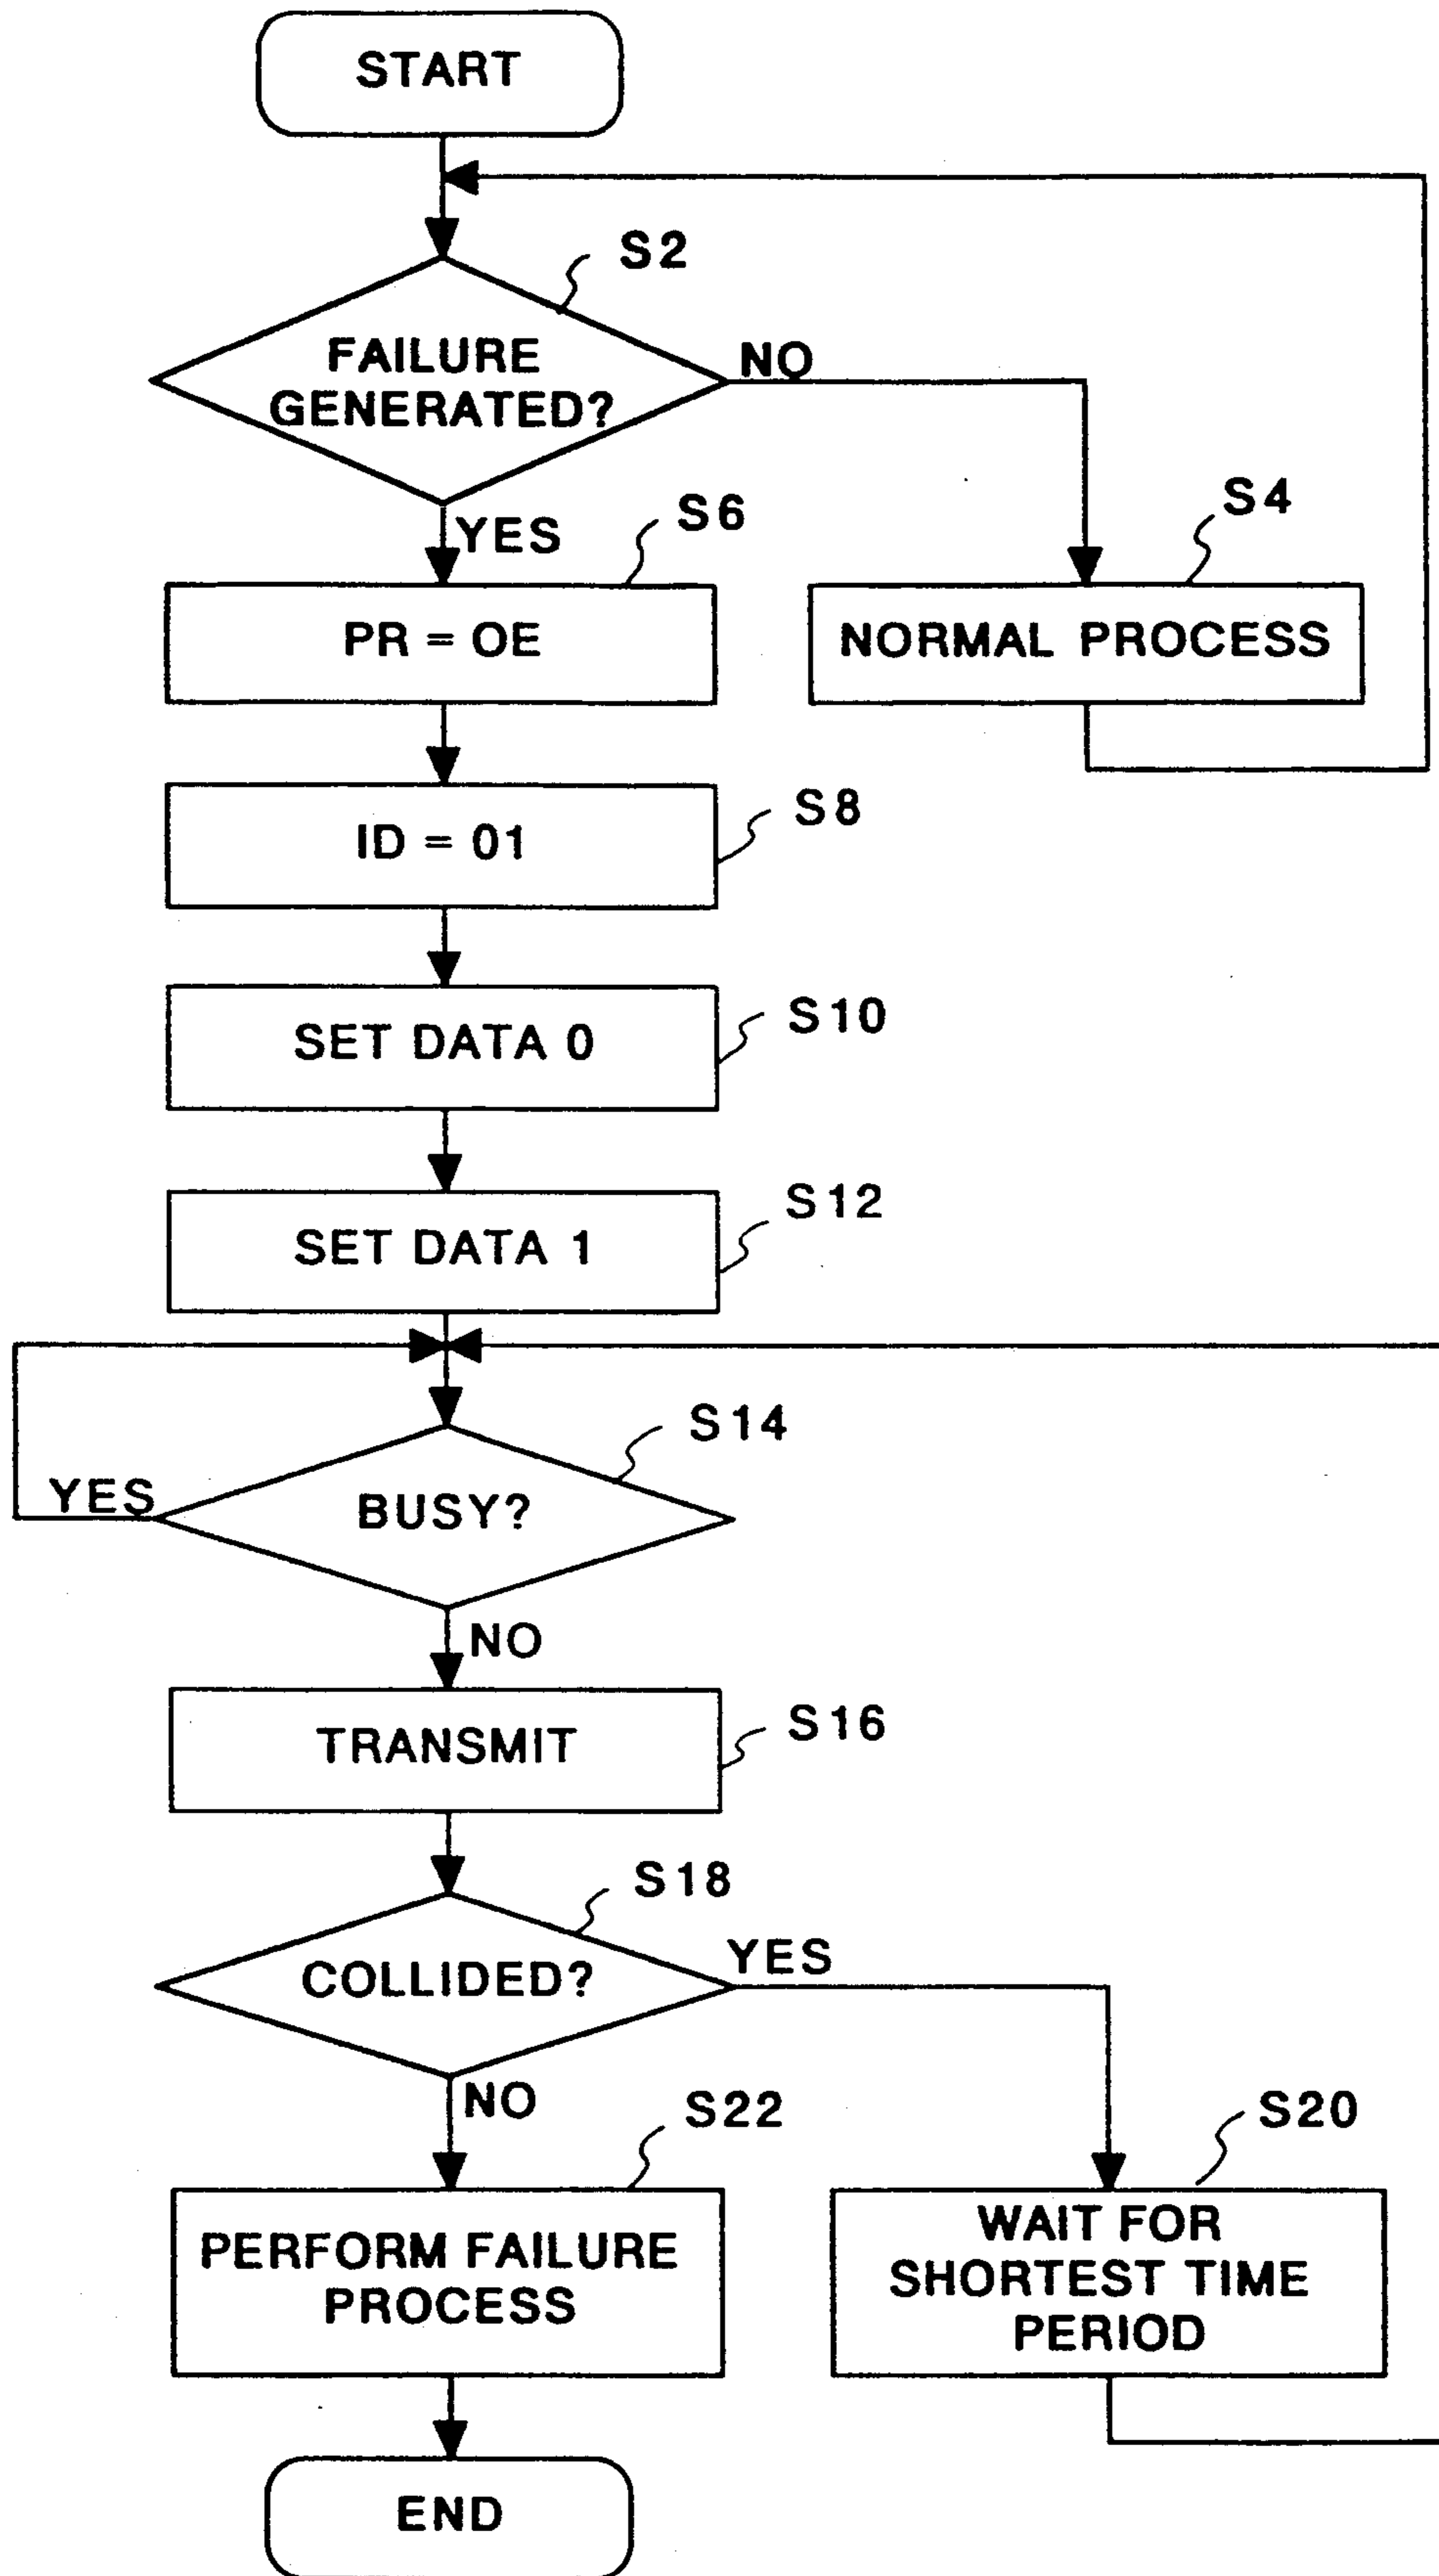 START
S2
FAILURE
GENERATED?
NO
YES
S6
S4
PR = OE
NORMAL PROCESS
S8
ID = 01
S10
SET DATA 0
S12
SET DATA 1
S14
YES
BUSY?
NO
S16
TRANSMIT
S18
YES
COLLIDED?
NO
S22
S20
PERFORM FAILURE
PROCESS
WAIT FOR
SHORTEST TIME
PERIOD
END